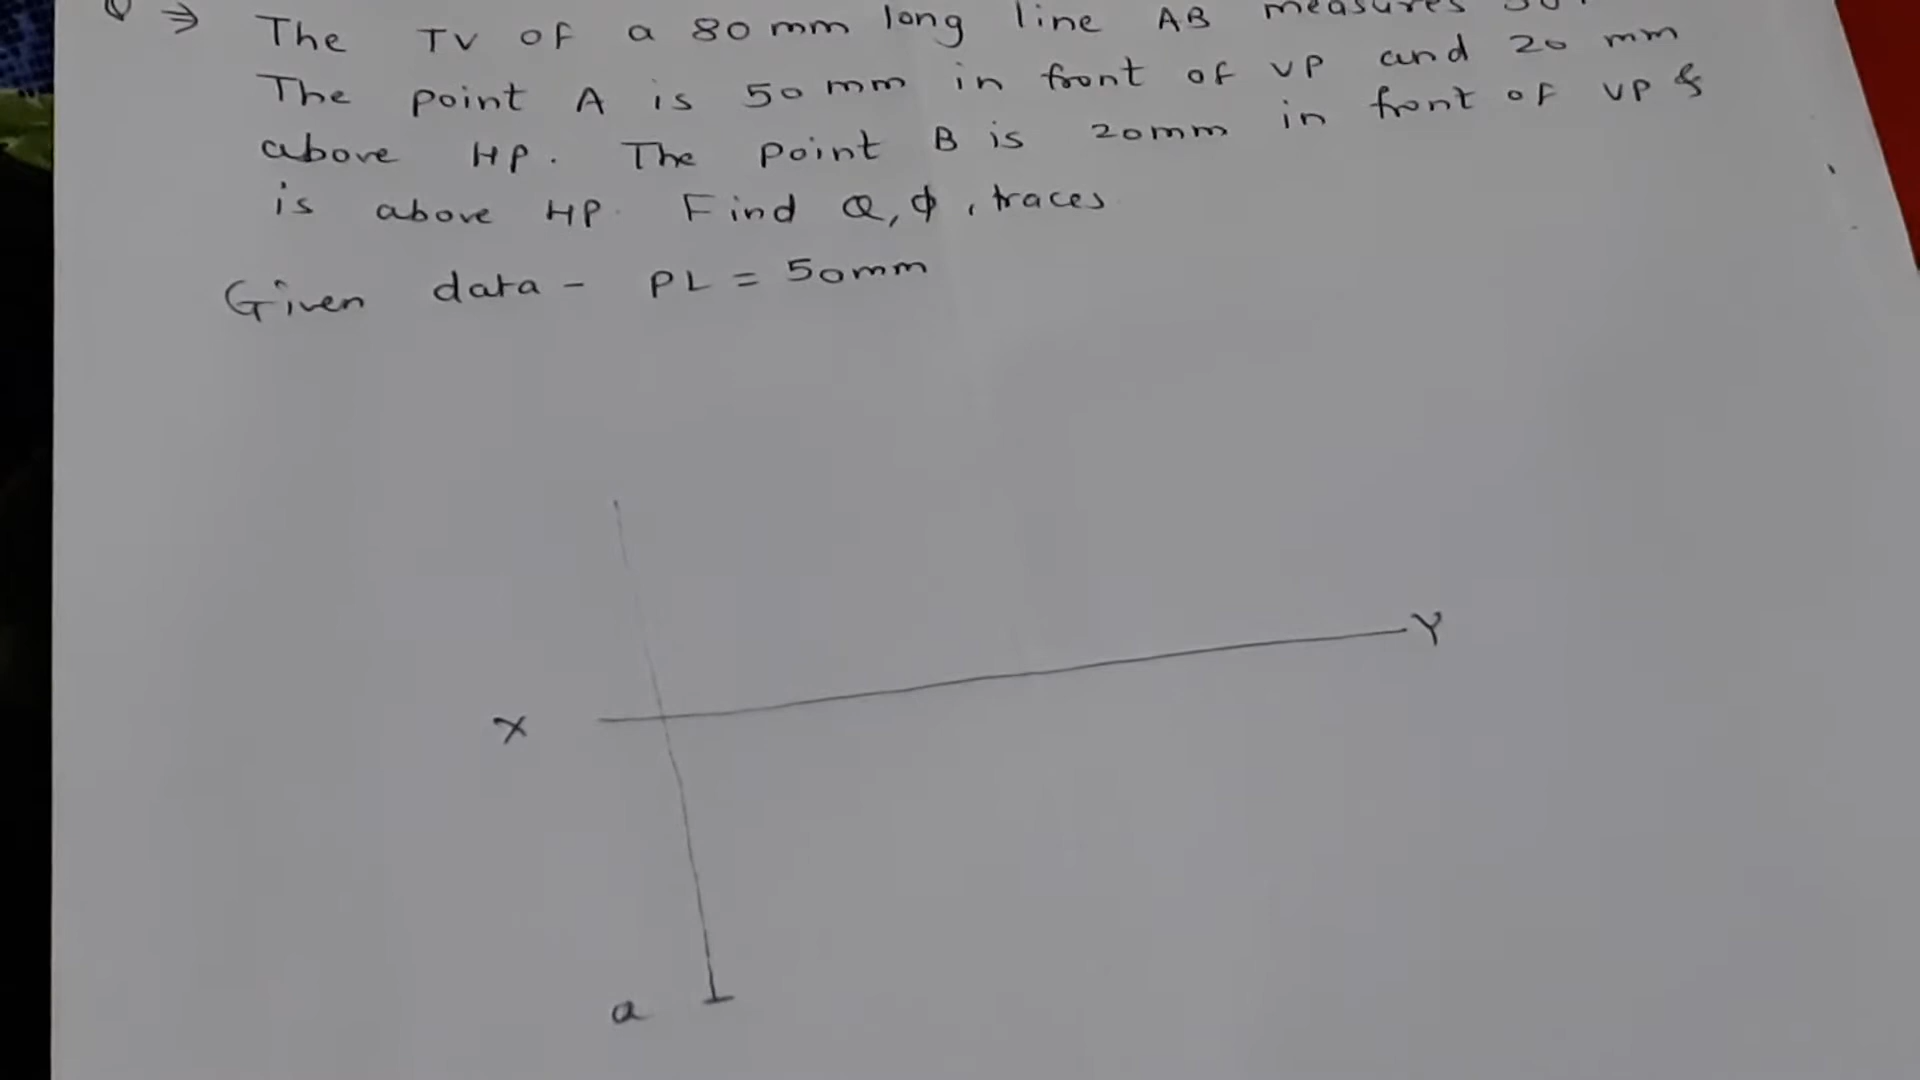 Q ⇒ The TV of a 80 mm long line AB measures
The point A is 50 mm in front of VP and 20 mm
above HP. The point B is 20mm in front of VP &
is above HP. Find θ, φ, traces
Given data - PL = 50mm
X
Y
a